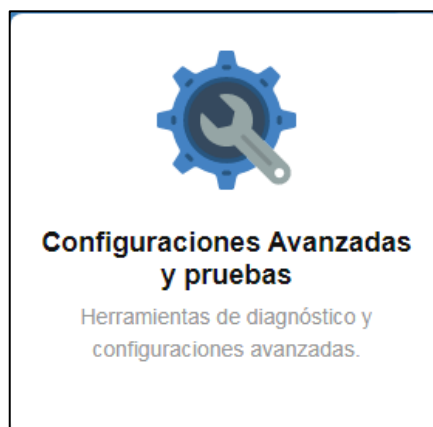 Configuraciones Avanzadas
y pruebas
Herramientas de diagnóstico y
configuraciones avanzadas.